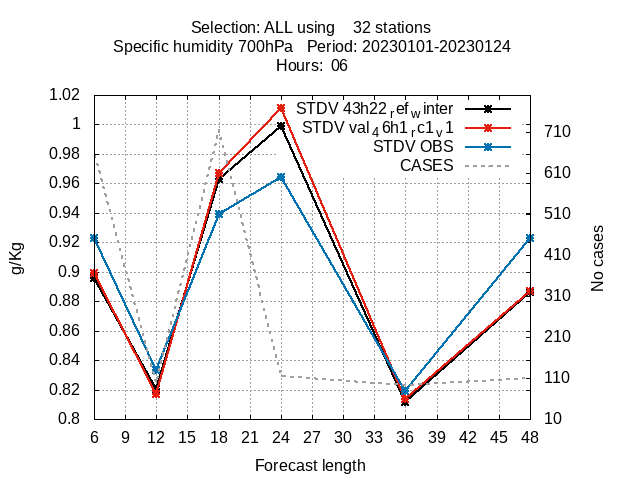 Selection: ALL using    32 stations
Specific humidity 700hPa   Period: 20230101-20230124
Hours:  06
STDV 43h22refwinter
STDV val46h1rc1v1
STDV OBS
CASES
1.02
1
0.98
0.96
0.94
0.92
0.9
0.88
0.86
0.84
0.82
0.8
g/Kg
710
610
510
410
310
210
110
10
No cases
6 9 12 15 18 21 24 27 30 33 36 39 42 45 48
Forecast length